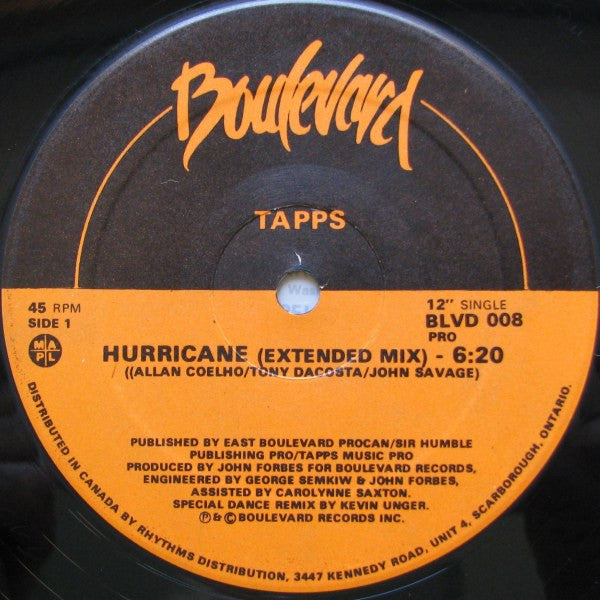 Boulevard
TAPPS
Was
45 RPM
SIDE 1
12" SINGLE
BLVD 008
PRO
M A
P L
HURRICANE (EXTENDED MIX) - 6:20
((ALLAN COELHO/TONY DACOSTA/JOHN SAVAGE)
PUBLISHED BY EAST BOULEVARD PROCAN/SIR HUMBLE
PUBLISHING PRO/TAPPS MUSIC PRO
PRODUCED BY JOHN FORBES FOR BOULEVARD RECORDS,
ENGINEERED BY GEORGE SEMKIW & JOHN FORBES,
ASSISTED BY CAROLYNNE SAXTON.
SPECIAL DANCE REMIX BY KEVIN UNGER.
℗ & © BOULEVARD RECORDS INC.
DISTRIBUTED IN CANADA BY RHYTHMS DISTRIBUTION, 3447 KENNEDY ROAD, UNIT 4, SCARBOROUGH, ONTARIO.